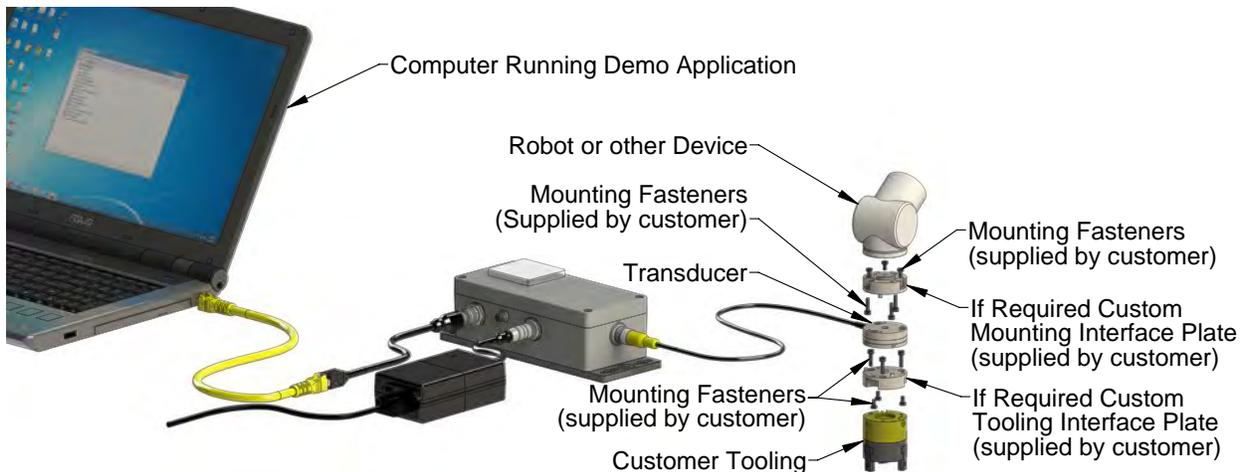 Computer Running Demo Application
Robot or other Device
Mounting Fasteners
(Supplied by customer)
Transducer
Mounting Fasteners
(supplied by customer)
If Required Custom
Mounting Interface Plate
(supplied by customer)
Mounting Fasteners
(supplied by customer)
If Required Custom
Tooling Interface Plate
(supplied by customer)
Customer Tooling